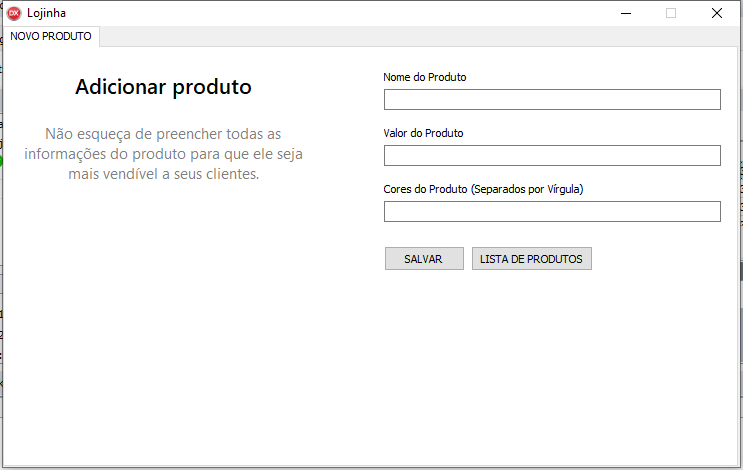 DX Lojinha
NOVO PRODUTO
Adicionar produto
Não esqueça de preencher todas as
informações do produto para que ele seja
mais vendível a seus clientes.
Nome do Produto
Valor do Produto
Cores do Produto (Separados por Vírgula)
SALVAR LISTA DE PRODUTOS